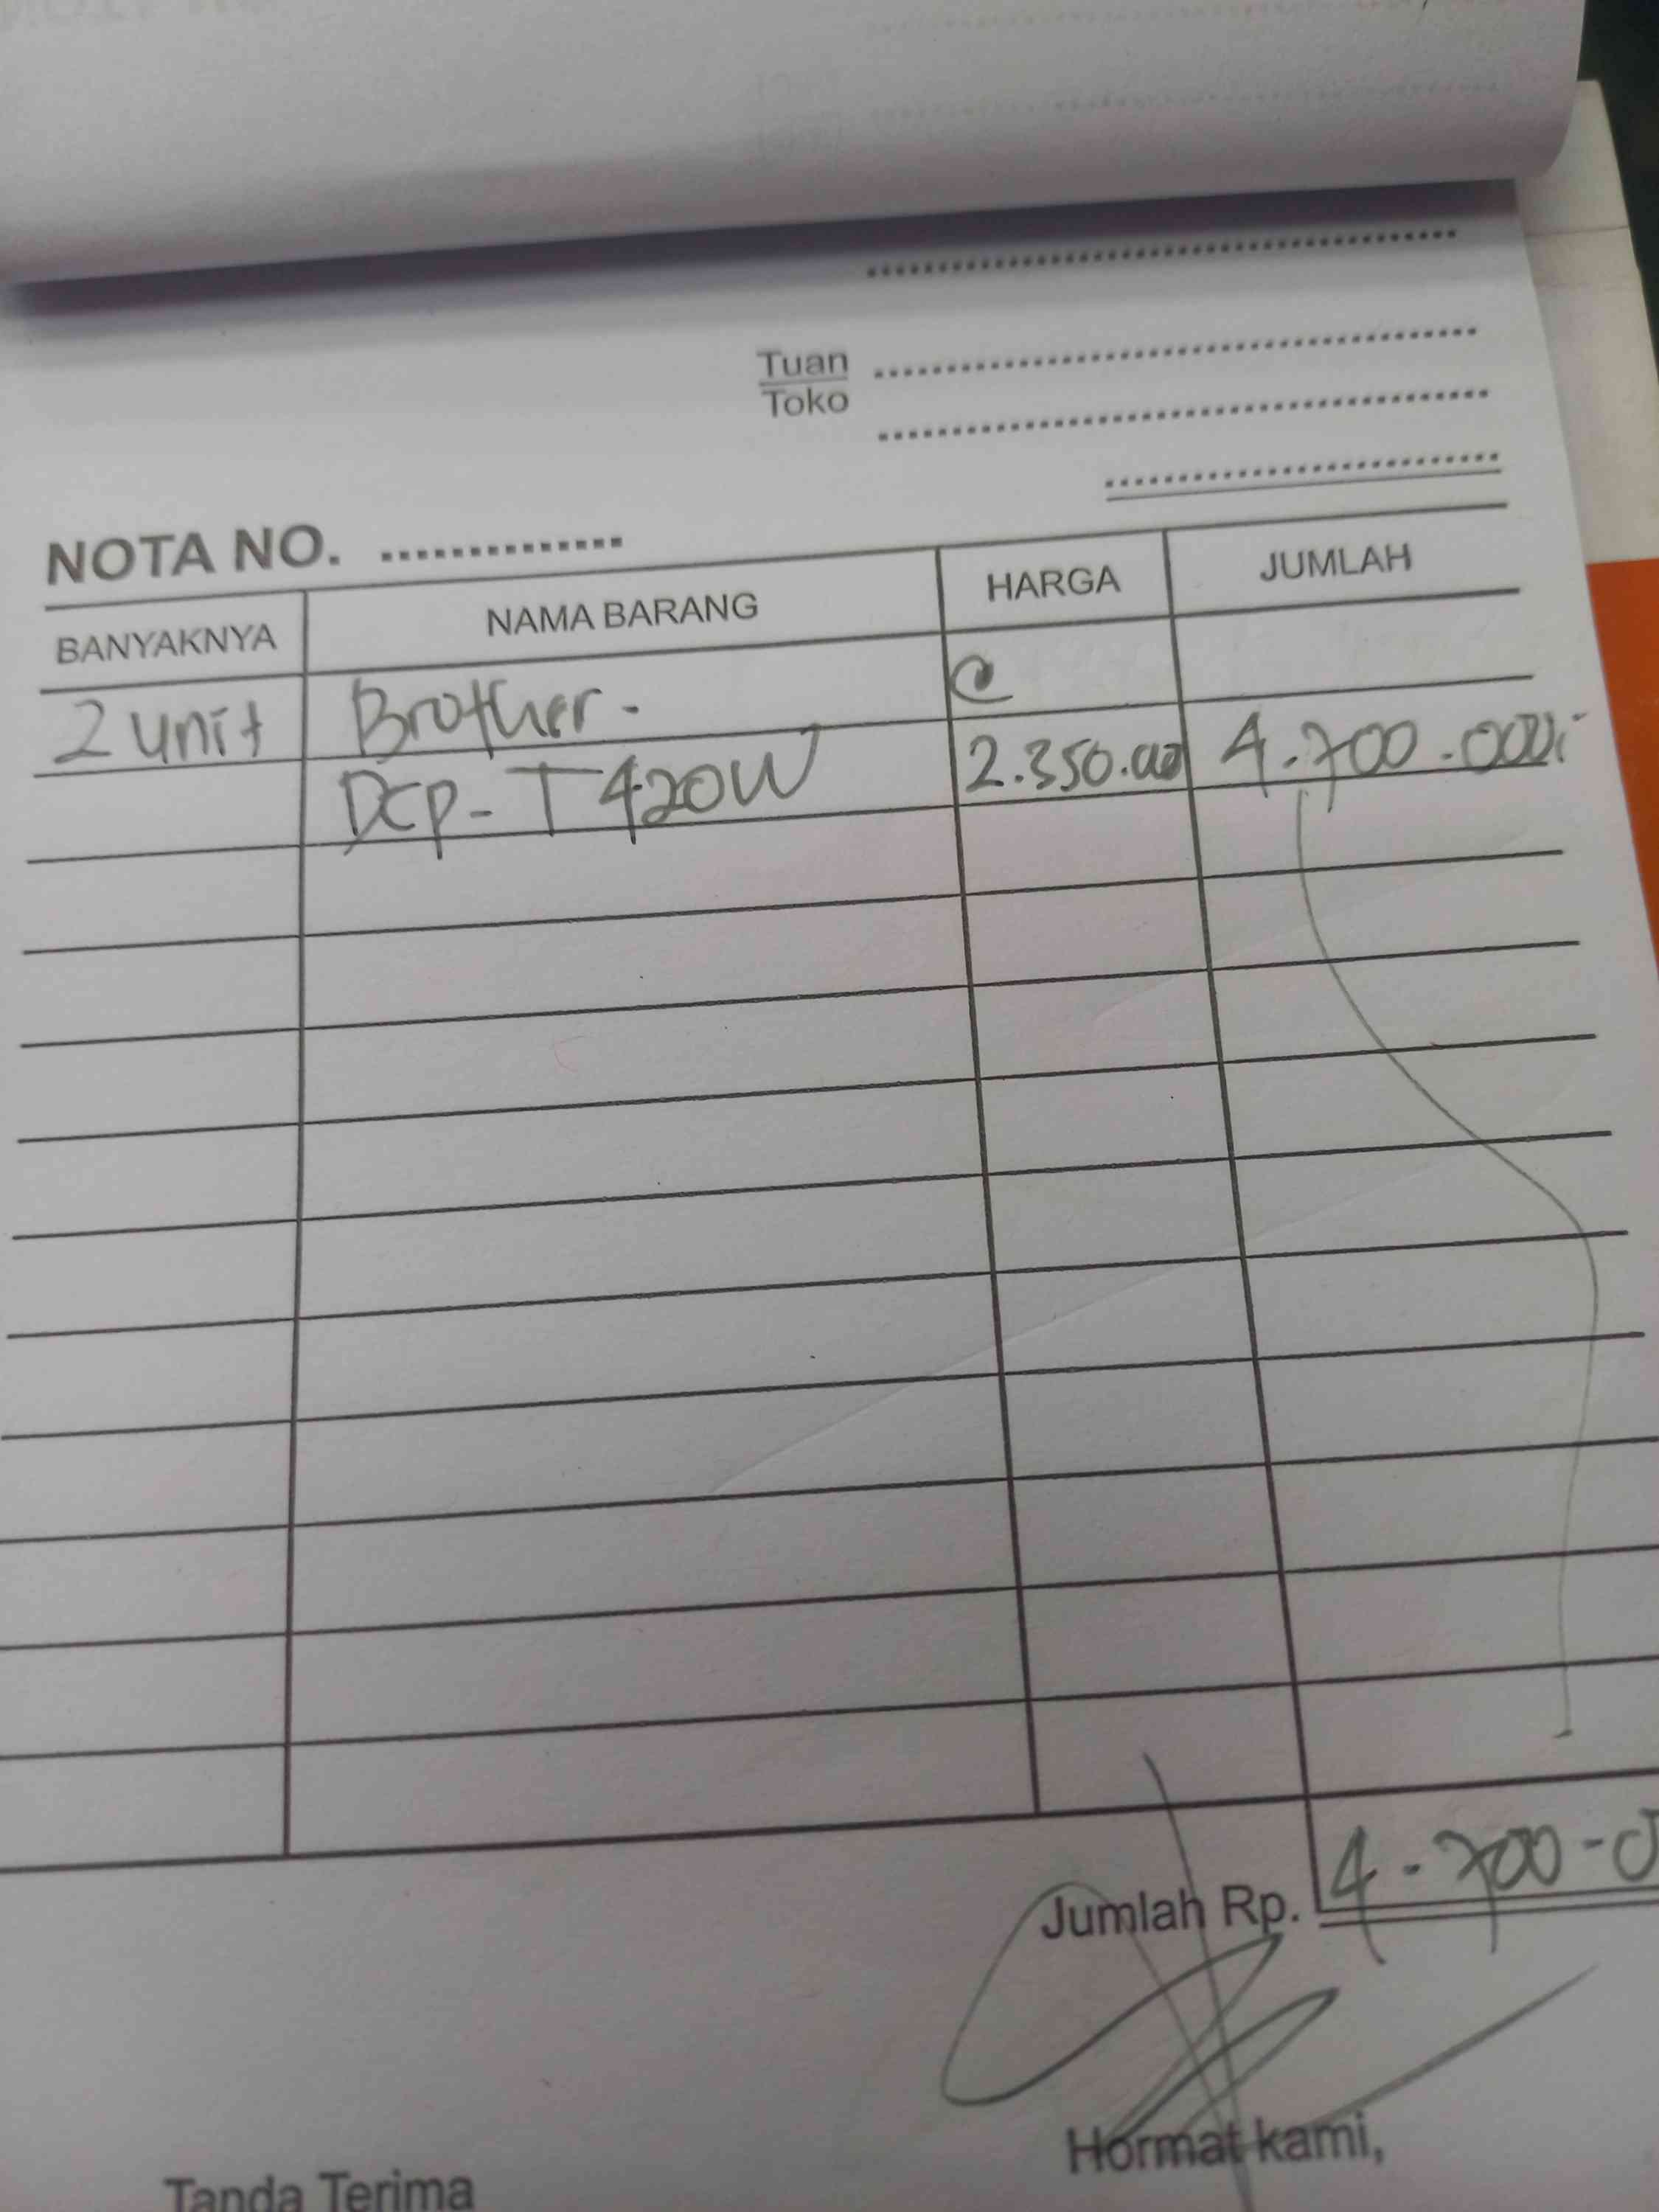 Tuan
Toko
NOTA NO. ..............
BANYAKNYA NAMA BARANG HARGA JUMLAH
2 unit Brother. @
DCP-T420W 2.350.000 4.700.000,-
Jumlah Rp. 4.700.0
Hormat kami,
Tanda Terima